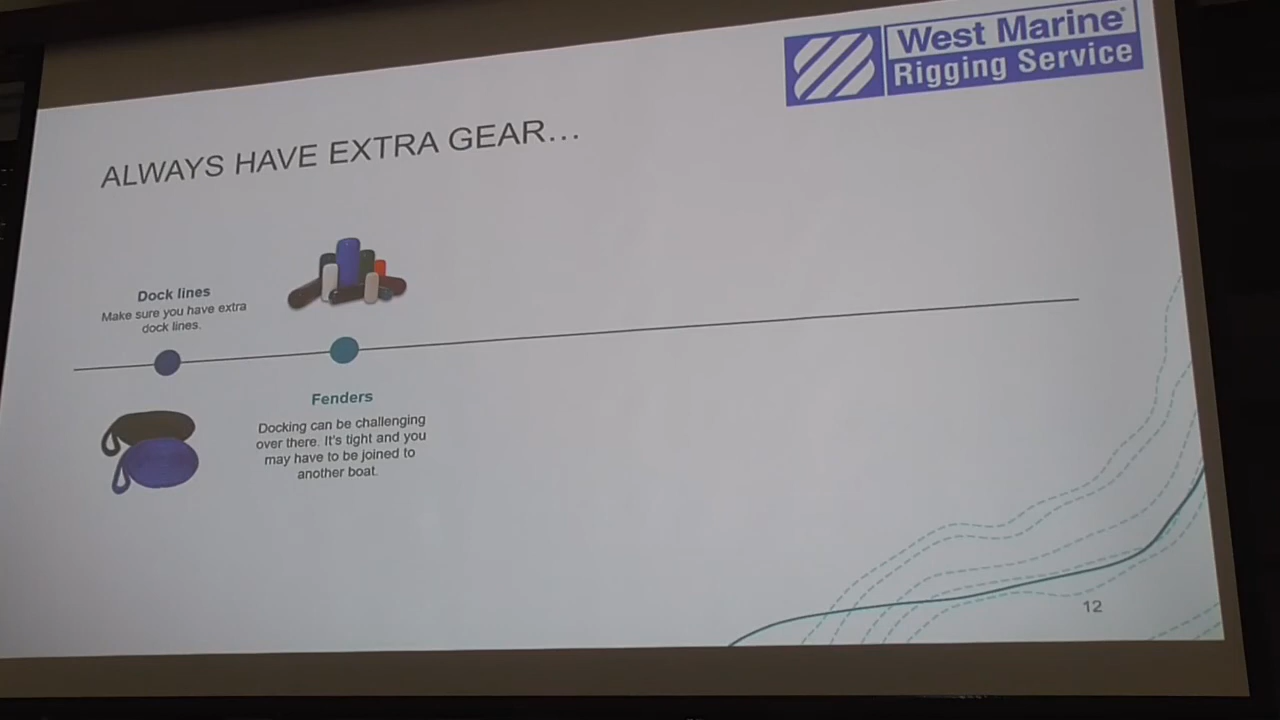 West Marine®
Rigging Service
ALWAYS HAVE EXTRA GEAR...
Dock lines
Make sure you have extra
dock lines.
Fenders
Docking can be challenging
over there. It's tight and you
may have to be joined to
another boat.
12